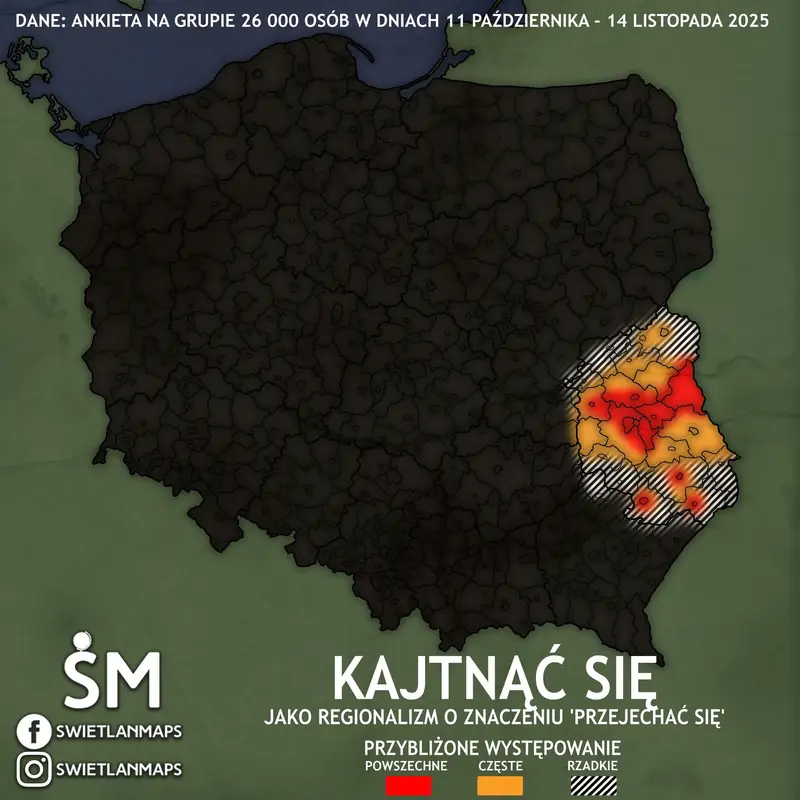 DANE: ANKIETA NA GRUPIE 26 000 OSÓB W DNIACH 11 PAŹDZIERNIKA - 14 LISTOPADA 2025
KAJTNĄĆ SIĘ
JAKO REGIONALIZM O ZNACZENIU 'PRZEJECHAĆ SIĘ'
PRZYBLIŻONE WYSTĘPOWANIE
POWSZECHNE CZĘSTE RZADKIE
ŚM
SWIETLANMAPS
SWIETLANMAPS